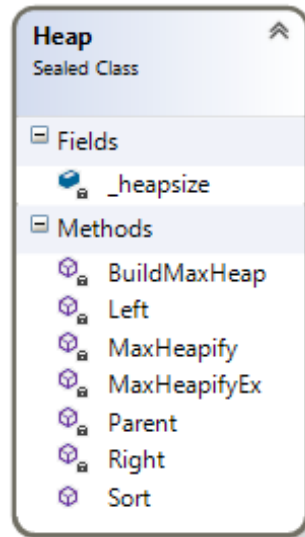 Heap
Sealed Class
Fields
_heapsize
Methods
BuildMaxHeap
Left
MaxHeapify
MaxHeapifyEx
Parent
Right
Sort